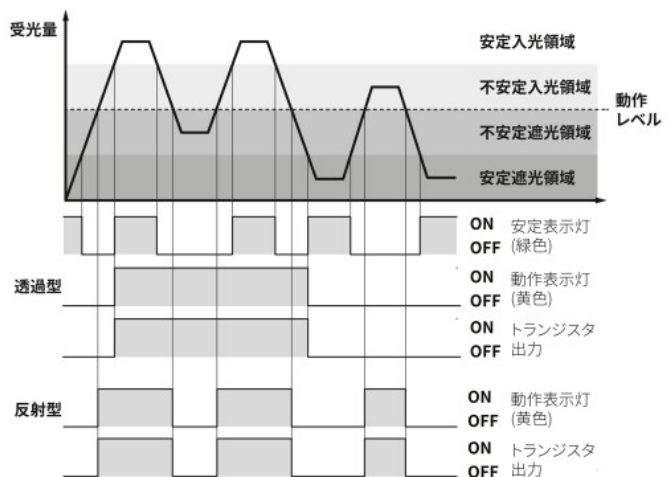 受光量
安定入光領域
不安定入光領域
動作
レベル
不安定遮光領域
安定遮光領域
ON 安定表示灯
OFF (緑色)
透過型
ON 動作表示灯
OFF (黄色)
ON トランジスタ
OFF 出力
反射型
ON 動作表示灯
OFF (黄色)
ON トランジスタ
OFF 出力